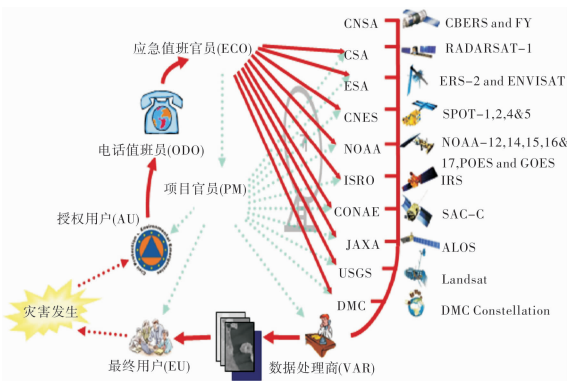 CNSA
CBERS and FY
应急值班官员(ECO)
CSA
RADARSAT-1
ESA
ERS-2 and ENVISAT
CNES
SPOT-1,2,4&5
电话值班员(ODO)
NOAA
NOAA-12,14,15,16&
17,POES and GOES
项目官员(PM)
ISRO
IRS
授权用户(AU)
CONAE
SAC-C
JAXA
ALOS
USGS
Landsat
灾害发生
DMC
DMC Constellation
最终用户(EU)
数据处理商(VAR)